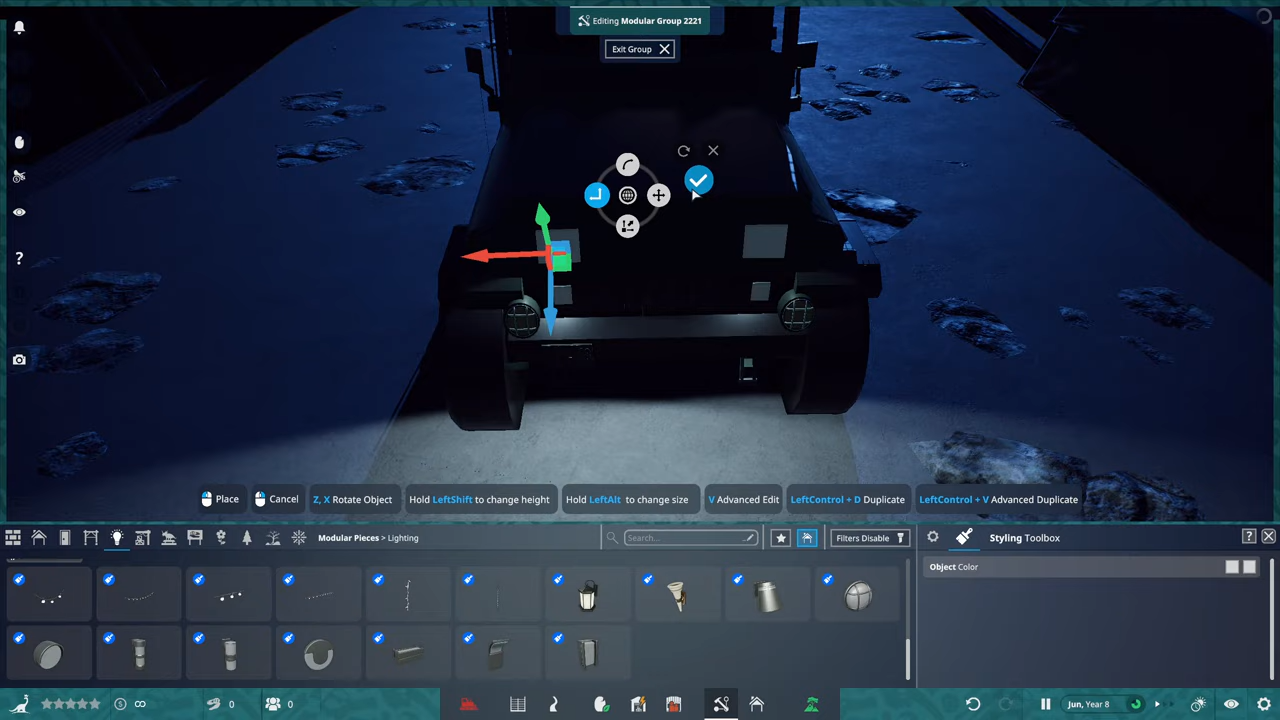 Editing Modular Group 2221
Exit Group
?
Place
Cancel
Z, X Rotate Object
Hold LeftShift to change height
Hold LeftAlt to change size
V Advanced Edit
LeftControl + D Duplicate
LeftControl + V Advanced Duplicate
Modular Pieces > Lighting
Search...
Filters Disable
Styling Toolbox
?
Object Color
∞
0
0
Jun, Year 8